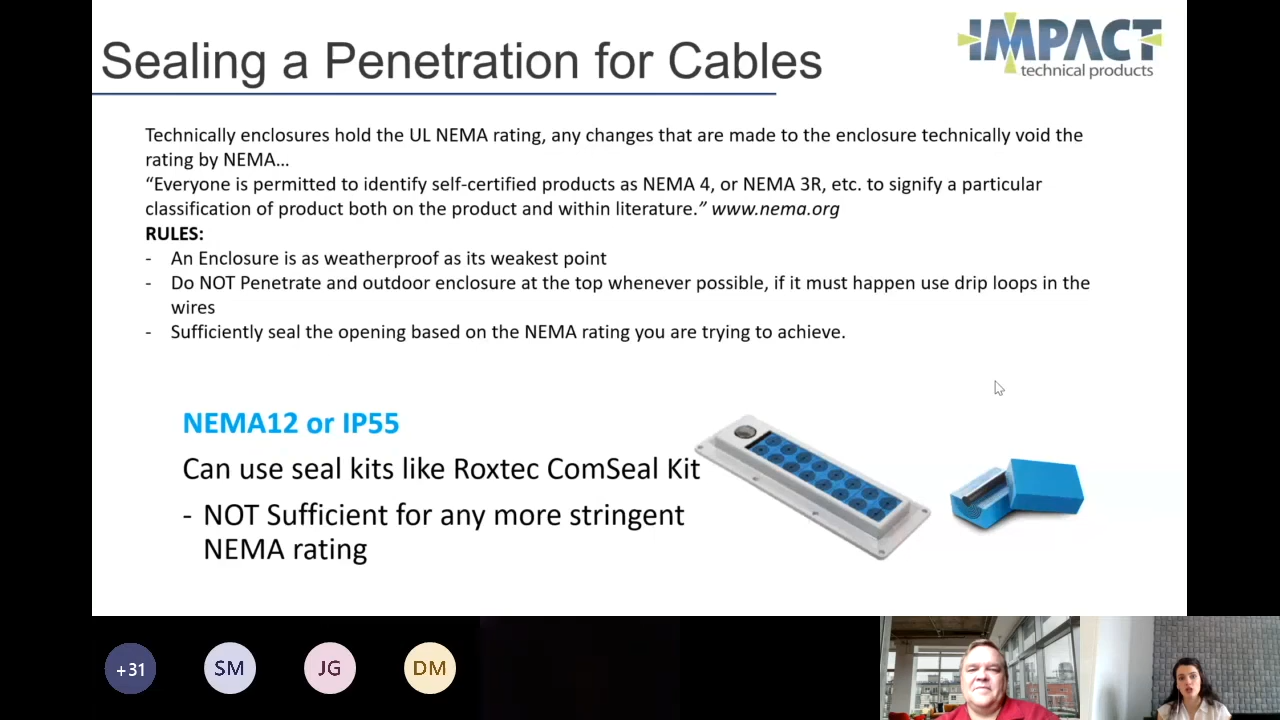 IMPACT
technical products
Sealing a Penetration for Cables
Technically enclosures hold the UL NEMA rating, any changes that are made to the enclosure technically void the
rating by NEMA...
“Everyone is permitted to identify self-certified products as NEMA 4, or NEMA 3R, etc. to signify a particular
classification of product both on the product and within literature.” www.nema.org
RULES:
- An Enclosure is as weatherproof as its weakest point
- Do NOT Penetrate and outdoor enclosure at the top whenever possible, if it must happen use drip loops in the
wires
- Sufficiently seal the opening based on the NEMA rating you are trying to achieve.
NEMA12 or IP55
Can use seal kits like Roxtec ComSeal Kit
- NOT Sufficient for any more stringent
NEMA rating
+31
SM
JG
DM